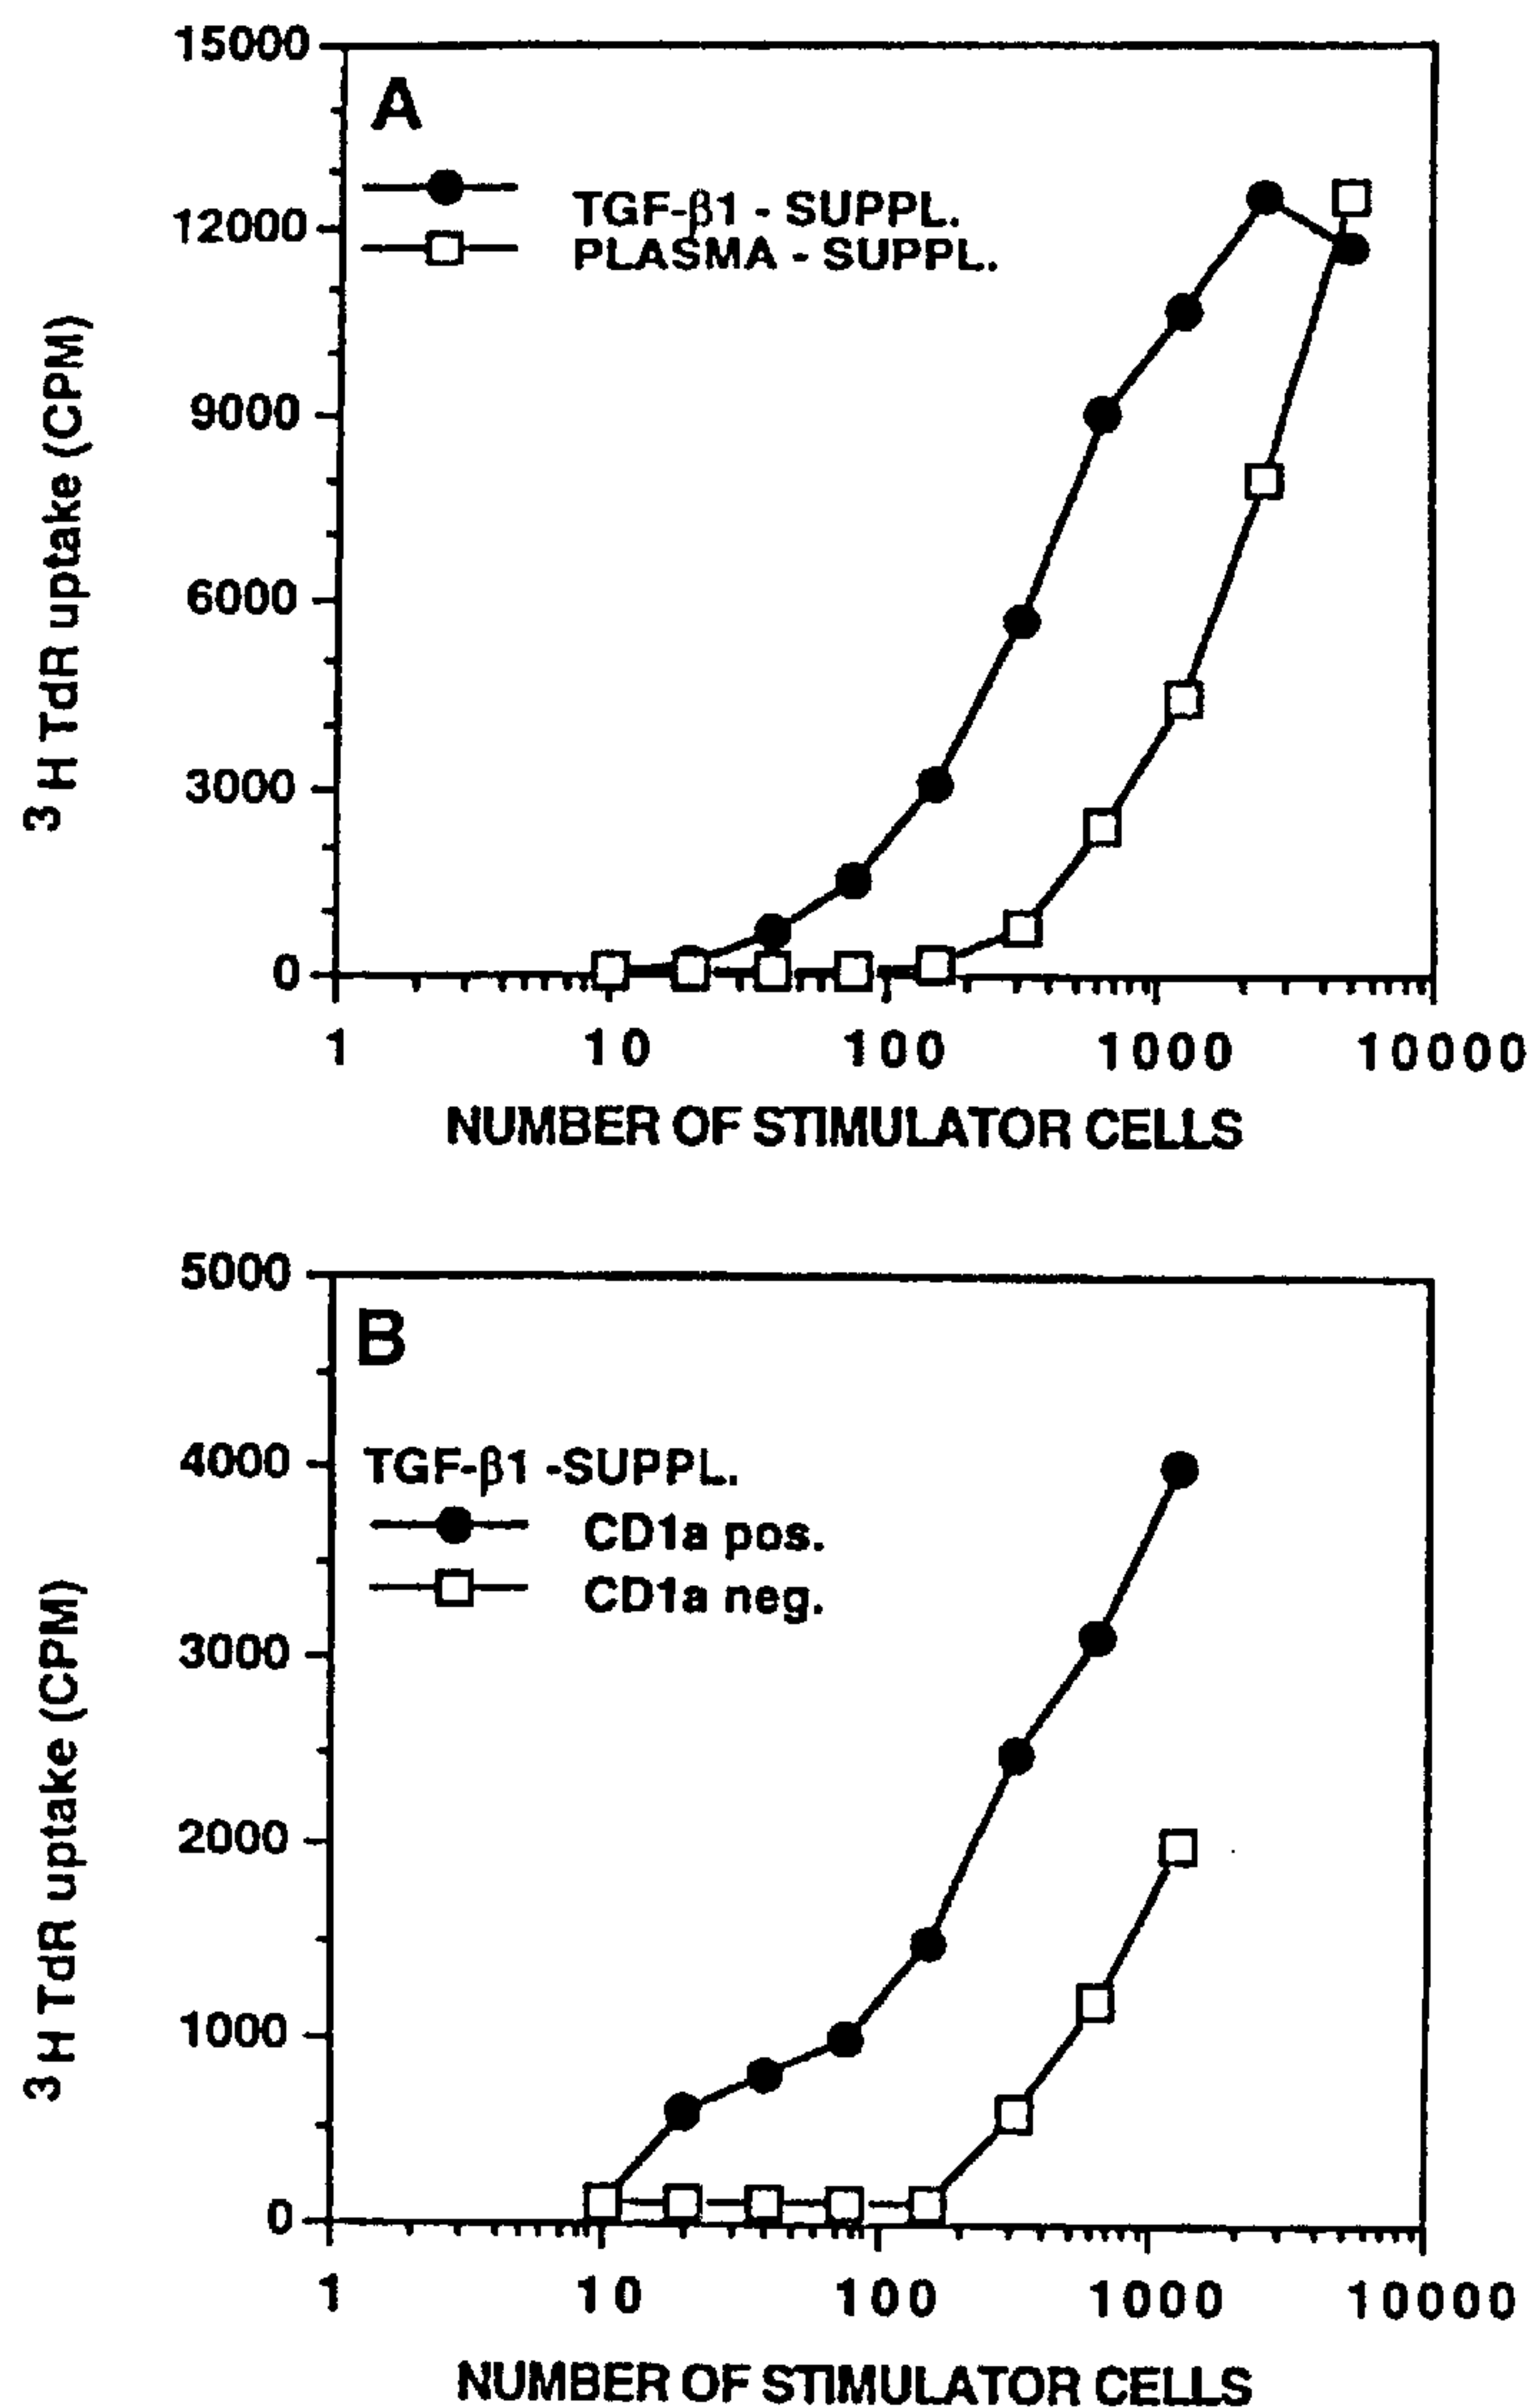 15000
A
TGF-β1 - SUPPL.
12000
PLASMA - SUPPL.
9000
6000
3000
0
³H TdR uptake (CPM)
1 10 100 1000 10000
NUMBER OF STIMULATOR CELLS
5000
B
4000
TGF-β1 -SUPPL.
CD1a pos.
CD1a neg.
3000
2000
1000
0
³H TdR uptake (CPM)
1 10 100 1000 10000
NUMBER OF STIMULATOR CELLS